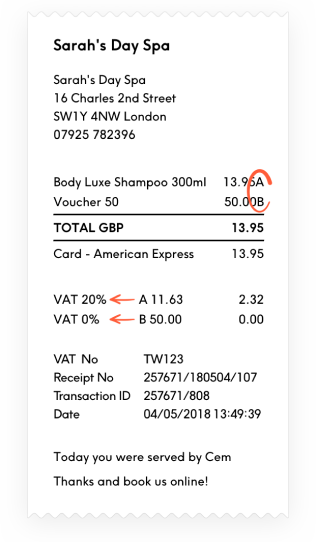 Sarah's Day Spa
Sarah's Day Spa
16 Charles 2nd Street
SW1Y 4NW London
07925 782396
Body Luxe Shampoo 300ml 13.95A
Voucher 50 50.00B
TOTAL GBP 13.95
Card - American Express 13.95
VAT 20% A 11.63 2.32
VAT 0% B 50.00 0.00
VAT No TW123
Receipt No 257671/180504/107
Transaction ID 257671/808
Date 04/05/2018 13:49:39
Today you were served by Cem
Thanks and book us online!